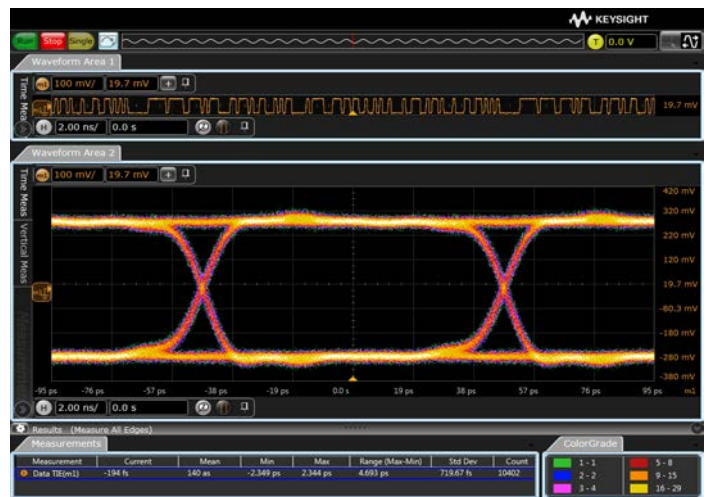 KEYSIGHT
Run Stop Single T 0.0 V
Waveform Area 1
m1 100 mV/ 19.7 mV +
Time Mea
19.7 mV
H 2.00 ns/ 0.0 s
Waveform Area 2
m1 100 mV/ 19.7 mV +
Time Meas
Vertical Meas
420 mV
320 mV
220 mV
120 mV
19.7 mV
-80.3 mV
-180 mV
-280 mV
-380 mV
-95 ps -76 ps -57 ps -38 ps -19 ps 0.0 s 19 ps 38 ps 57 ps 76 ps 95 ps m1
H 2.00 ns/ 0.0 s
Results (Measure All Edges)
Measurements
ColorGrade
Measurement Current Mean Min Max Range (Max-Min) Std Dev Count
Data TIE(m1) -194 fs 140 as -2.349 ps 2.344 ps 4.693 ps 719.67 fs 10402
1 - 1 5 - 8
2 - 2 9 - 15
3 - 4 16 - 29